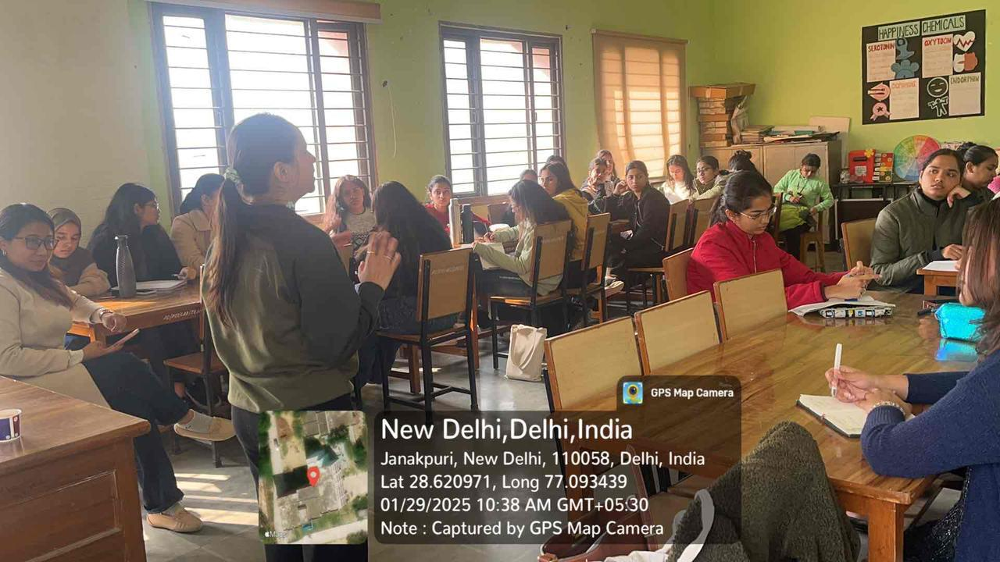 HAPPINESS CHEMICALS
SEROTONIN
OXYTOCIN
DOPAMINE
ENDORPHIN
GPS Map Camera
New Delhi,Delhi,India
Janakpuri, New Delhi, 110058, Delhi, India
Lat 28.620971, Long 77.093439
01/29/2025 10:38 AM GMT+05:30
Note : Captured by GPS Map Camera